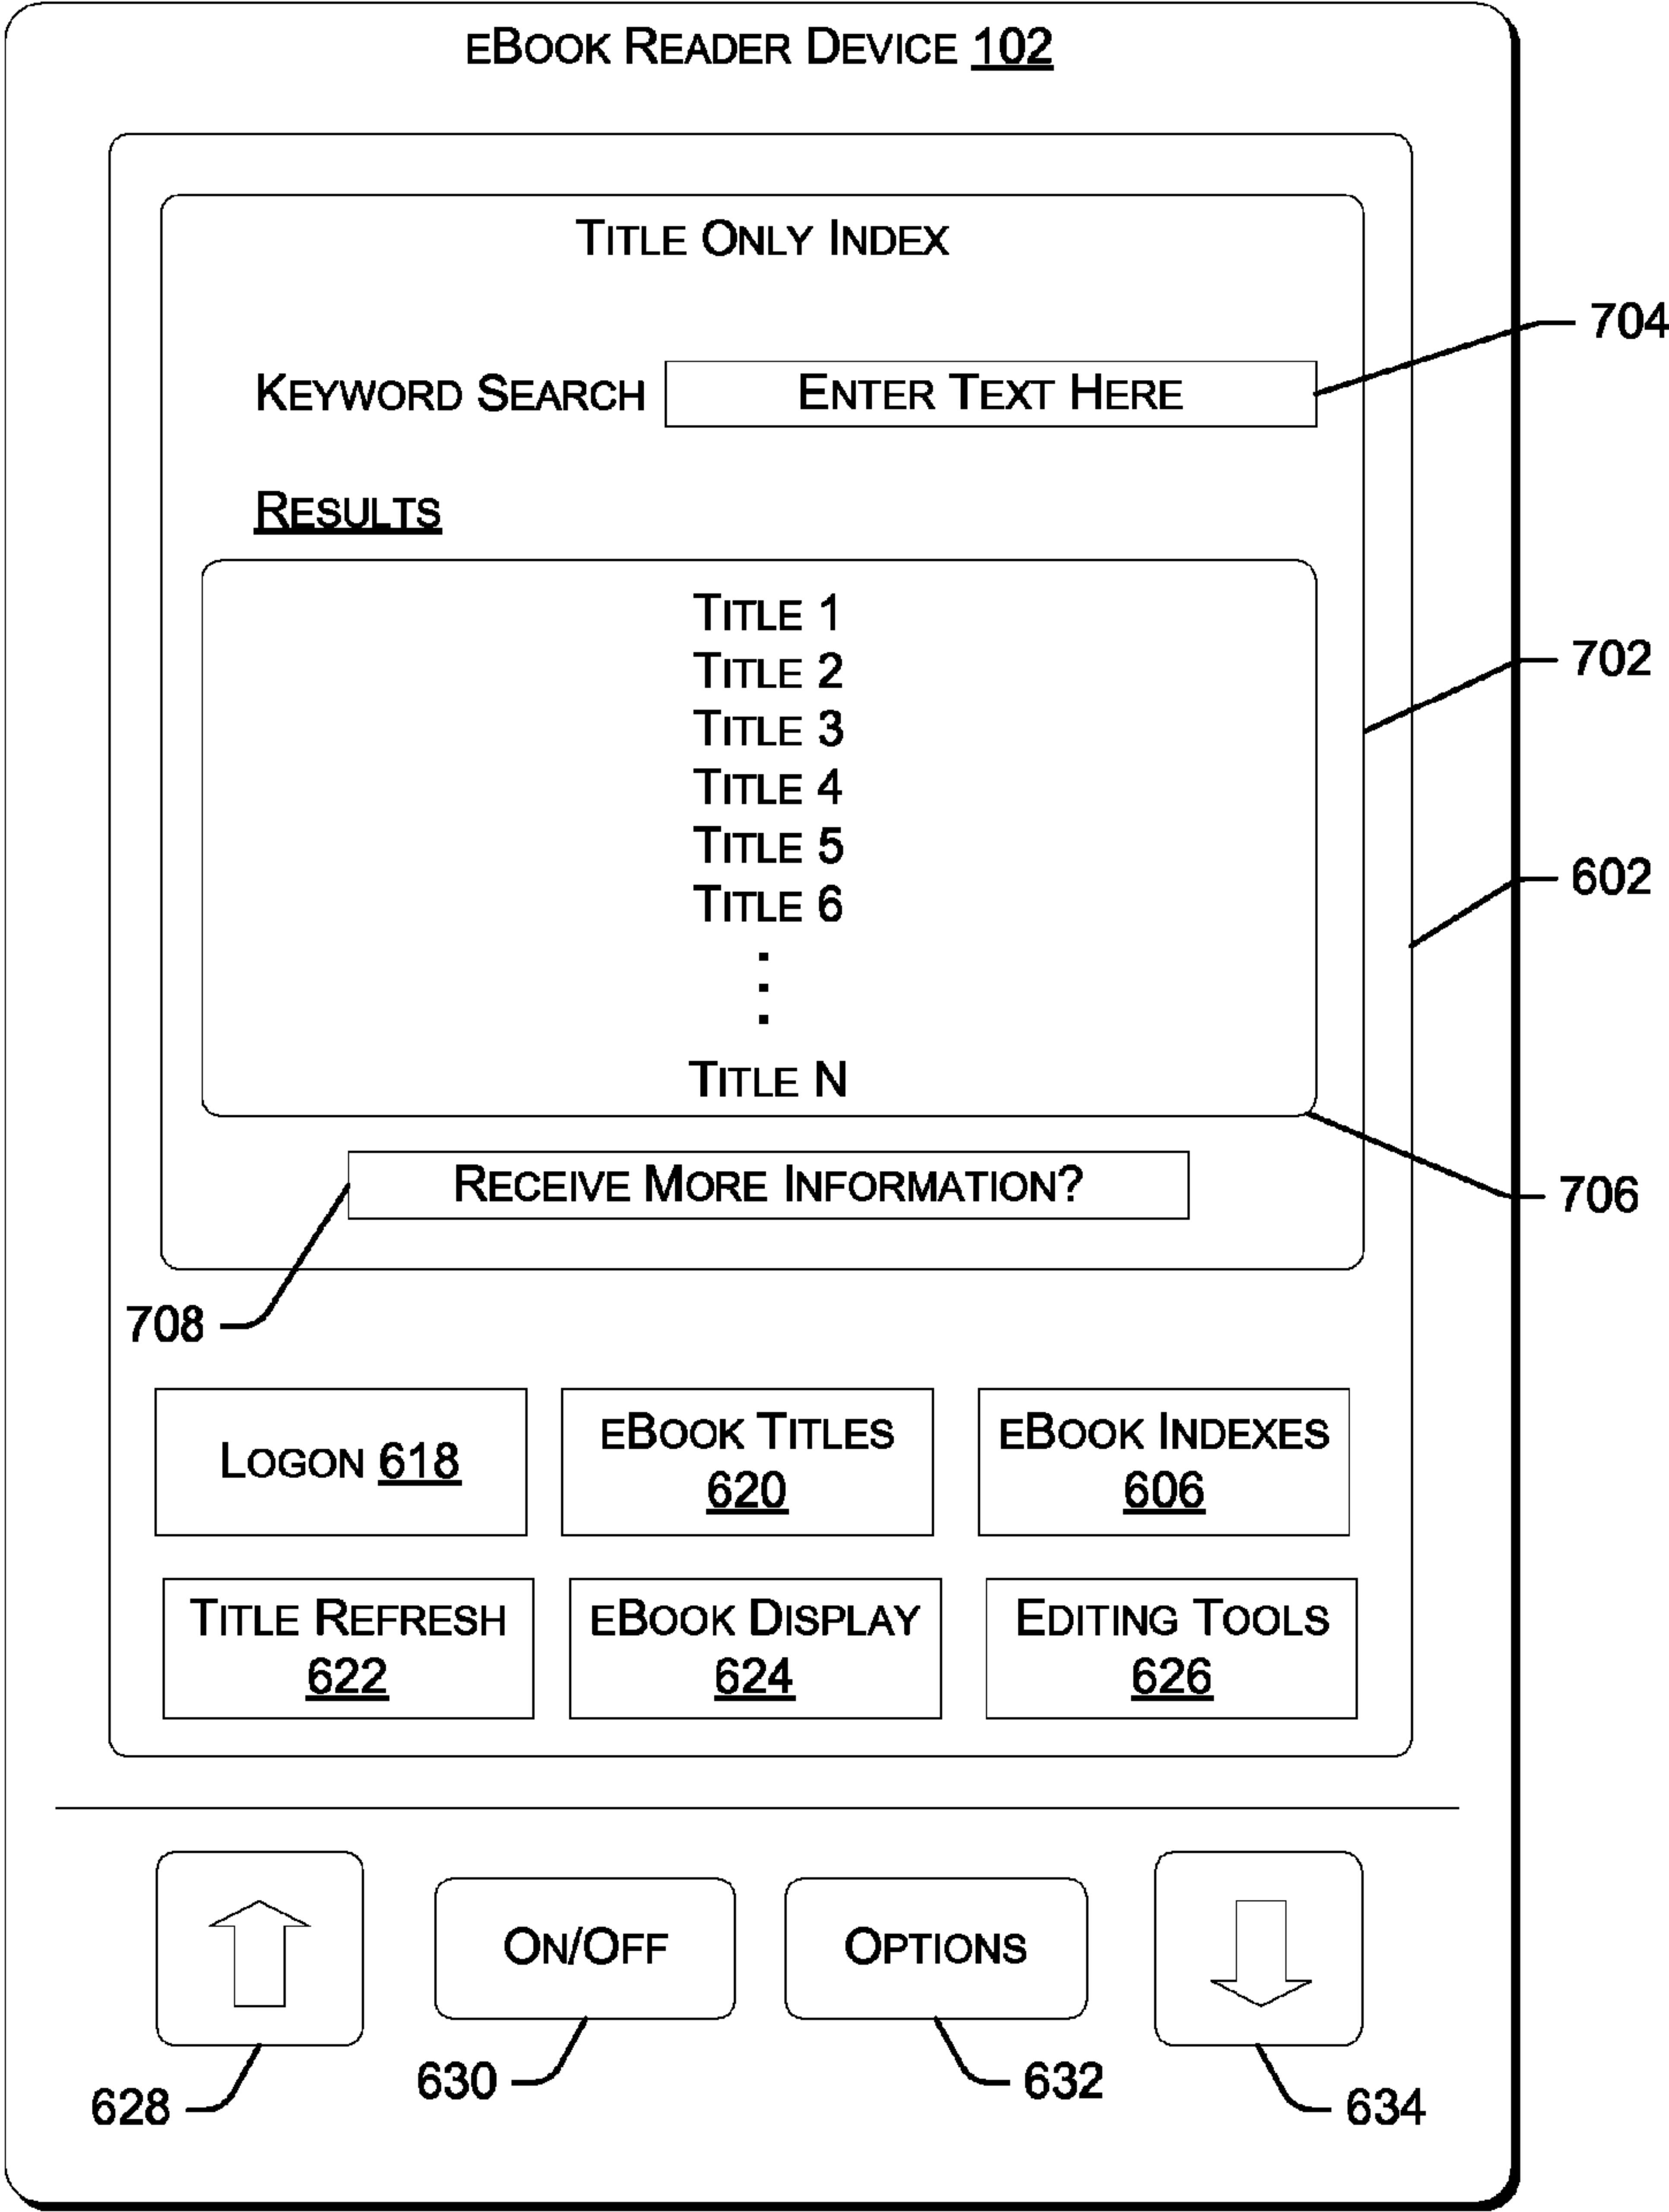 eBook Reader Device 102
Title Only Index
704
Keyword Search Enter Text Here
Results
Title 1
Title 2
702
Title 3
Title 4
Title 5
602
Title 6
Title N
Receive More Information?
706
708
Logon 618
eBook Titles
620
eBook Indexes
606
Title Refresh
622
eBook Display
624
Editing Tools
626
On/Off
Options
628
630
632
634